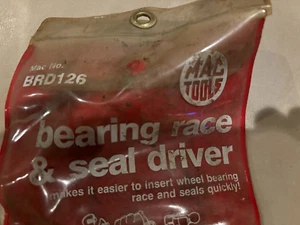 Mac No.
BRD126
MAC
TOOLS
bearing race
& seal driver
makes it easier to insert wheel bearing
race and seals quickly!